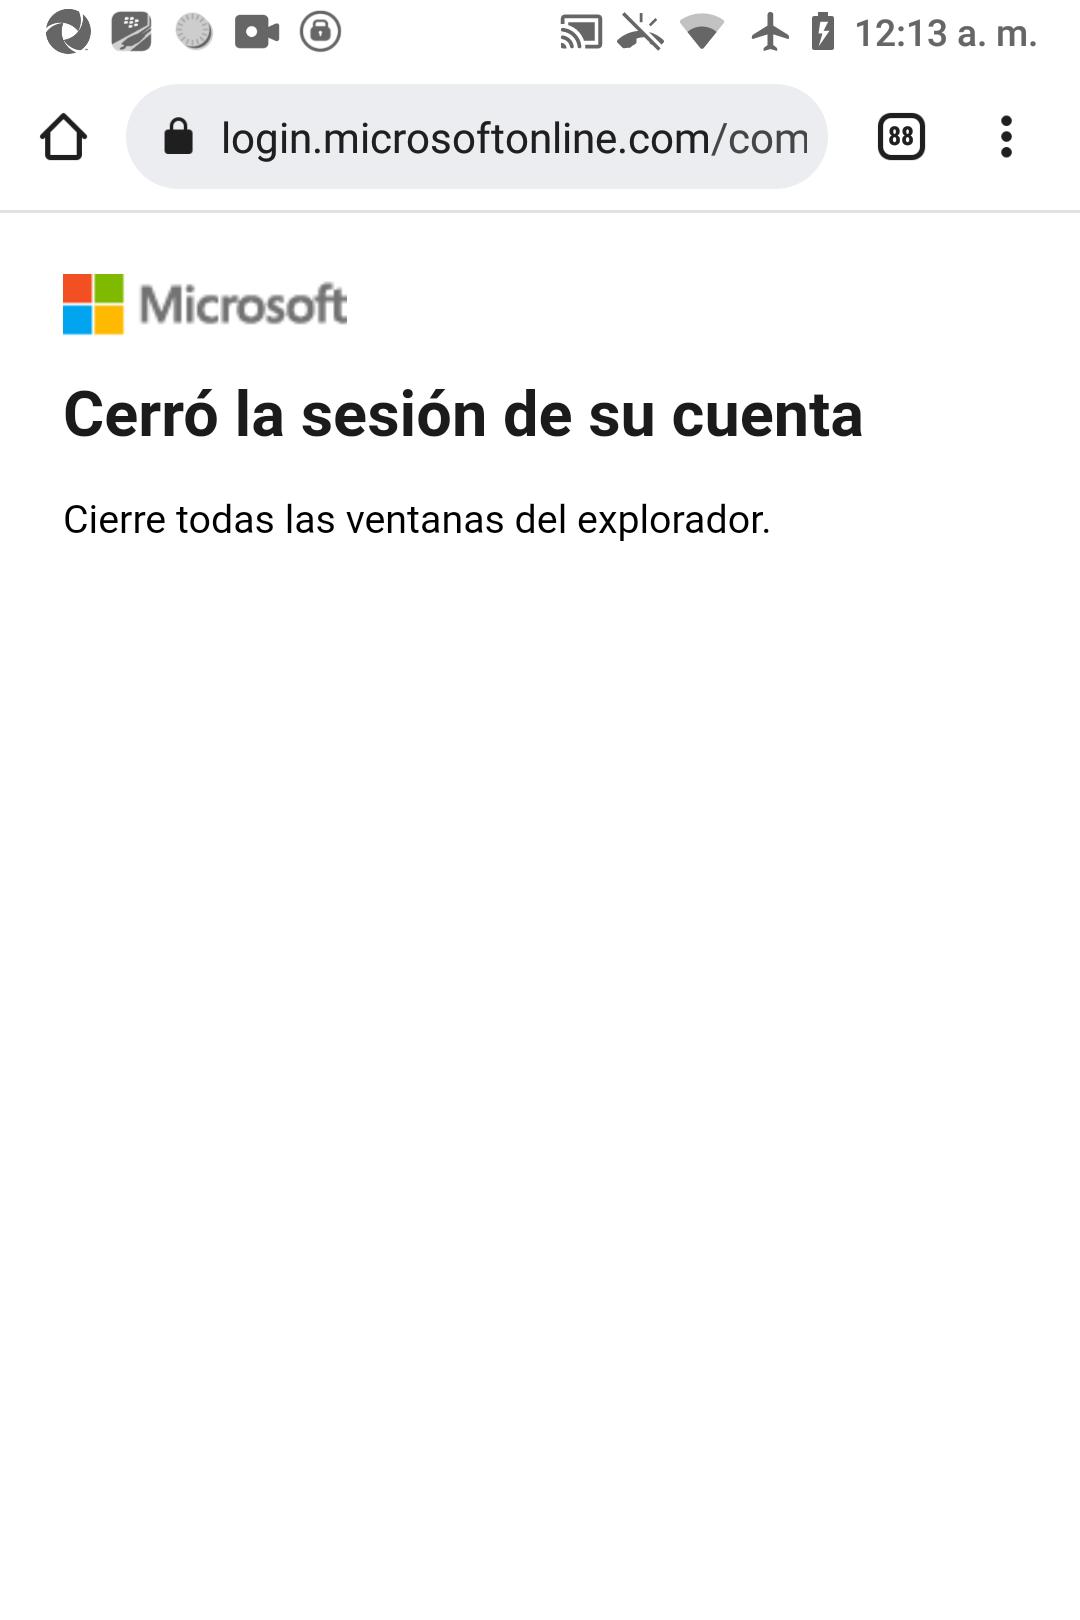 12:13 a. m.
login.microsoftonline.com/com
88
Microsoft
Cerró la sesión de su cuenta
Cierre todas las ventanas del explorador.